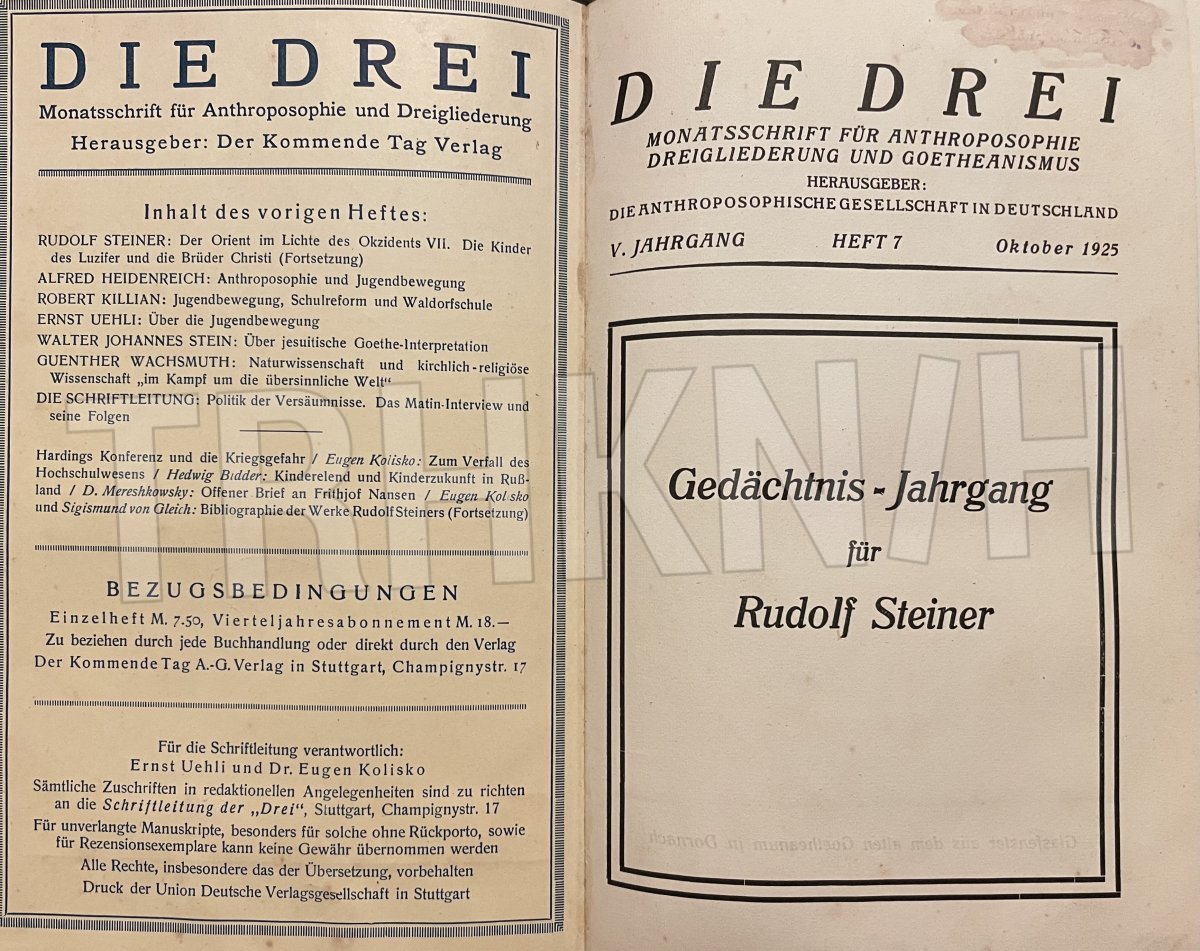 DIE DREI
Monatsschrift für Anthroposophie und Dreigliederung
Herausgeber: Der Kommende Tag Verlag
Inhalt des vorigen Heftes:
RUDOLF STEINER: Der Orient im Lichte des Okzidents VII. Die Kinder
des Luzifer und die Brüder Christi (Fortsetzung)
ALFRED HEIDENREICH: Anthroposophie und Jugendbewegung
ROBERT KILLIAN: Jugendbewegung, Schulreform und Waldorfschule
ERNST UEHLI: Über die Jugendbewegung
WALTER JOHANNES STEIN: Über jesuitische Goethe-Interpretation
GUENTHER WACHSMUTH: Naturwissenschaft und kirchlich-religiöse
Wissenschaft „im Kampf um die übersinnliche Welt“
DIE SCHRIFTLEITUNG: Politik der Versäumnisse. Das Matin-Interview und
seine Folgen
Hardings Konferenz und die Kriegsgefahr / Eugen Kolisko: Zum Verfall des
Hochschulwesens / Hedwig Bidder: Kinderelend und Kinderzukunft in Ruß-
land / D. Mereshkowsky: Offener Brief an Frithjof Nansen / Eugen Kol sko
und Sigismund von Gleich: Bibliographie der Werke Rudolf Steiners (Fortsetzung)
BEZUGSBEDINGUNGEN
Einzelheft M. 7.50, Vierteljahresabonnement M. 18.—
Zu beziehen durch jede Buchhandlung oder direkt durch den Verlag
Der Kommende Tag A.-G. Verlag in Stuttgart, Champignystr. 17
Für die Schriftleitung verantwortlich:
Ernst Uehli und Dr. Eugen Kolisko
Sämtliche Zuschriften in redaktionellen Angelegenheiten sind zu richten
an die Schriftleitung der „Drei“, Stuttgart, Champignystr. 17
Für unverlangte Manuskripte, besonders für solche ohne Rückporto, sowie
für Rezensionsexemplare kann keine Gewähr übernommen werden
Alle Rechte, insbesondere das der Übersetzung, vorbehalten
Druck der Union Deutsche Verlagsgesellschaft in Stuttgart
DIE DREI
MONATSSCHRIFT FÜR ANTHROPOSOPHIE
DREIGLIEDERUNG UND GOETHEANISMUS
HERAUSGEBER:
DIE ANTHROPOSOPHISCHE GESELLSCHAFT IN DEUTSCHLAND
V. JAHRGANG HEFT 7 Oktober 1925
Gedächtnis-Jahrgang
für
Rudolf Steiner
Glasfenster aus dem alten Goetheanum in Dornach
TRHKN/H